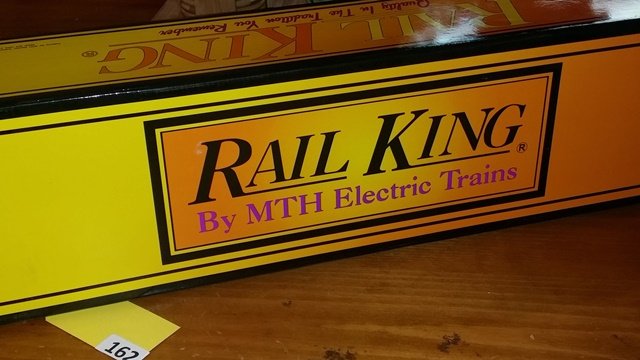 Quality In The Tradition You Remember
RAIL KING®
RAIL KING®
By MTH Electric Trains
162